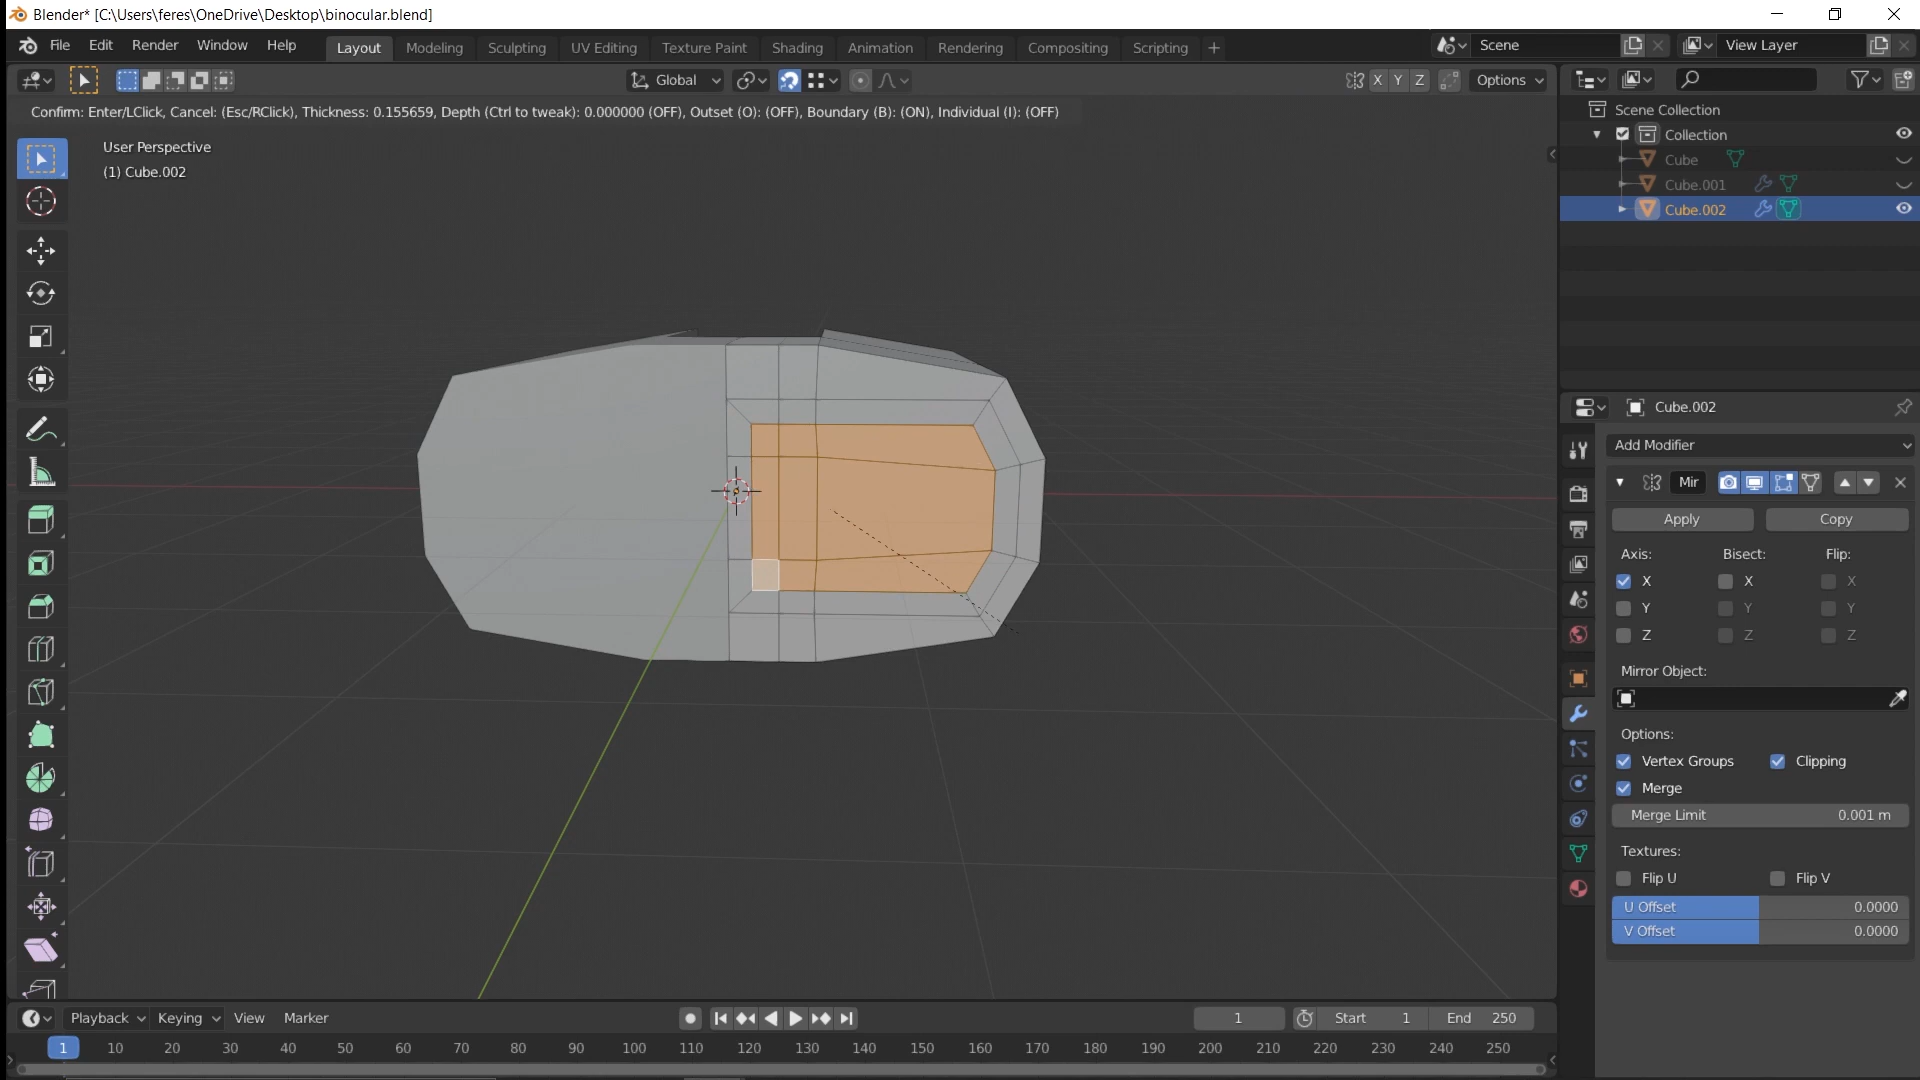 Blender* [C:\Users\feres\OneDrive\Desktop\binocular.blend]
File Edit Render Window Help Layout Modeling Sculpting UV Editing Texture Paint Shading Animation Rendering Compositing Scripting + Scene View Layer
Global X Y Z Options
Confirm: Enter/LClick, Cancel: (Esc/RClick), Thickness: 0.155659, Depth (Ctrl to tweak): 0.000000 (OFF), Outset (O): (OFF), Boundary (B): (ON), Individual (I): (OFF)
User Perspective
(1) Cube.002
Scene Collection
Collection
Cube
Cube.001
Cube.002
Cube.002
Add Modifier
Mir
Apply Copy
Axis: Bisect: Flip:
X X X
Y Y Y
Z Z Z
Mirror Object:
Options:
Vertex Groups Clipping
Merge
Merge Limit 0.001 m
Textures:
Flip U Flip V
U Offset 0.0000
V Offset 0.0000
Playback Keying View Marker 1 Start 1 End 250
1 10 20 30 40 50 60 70 80 90 100 110 120 130 140 150 160 170 180 190 200 210 220 230 240 250